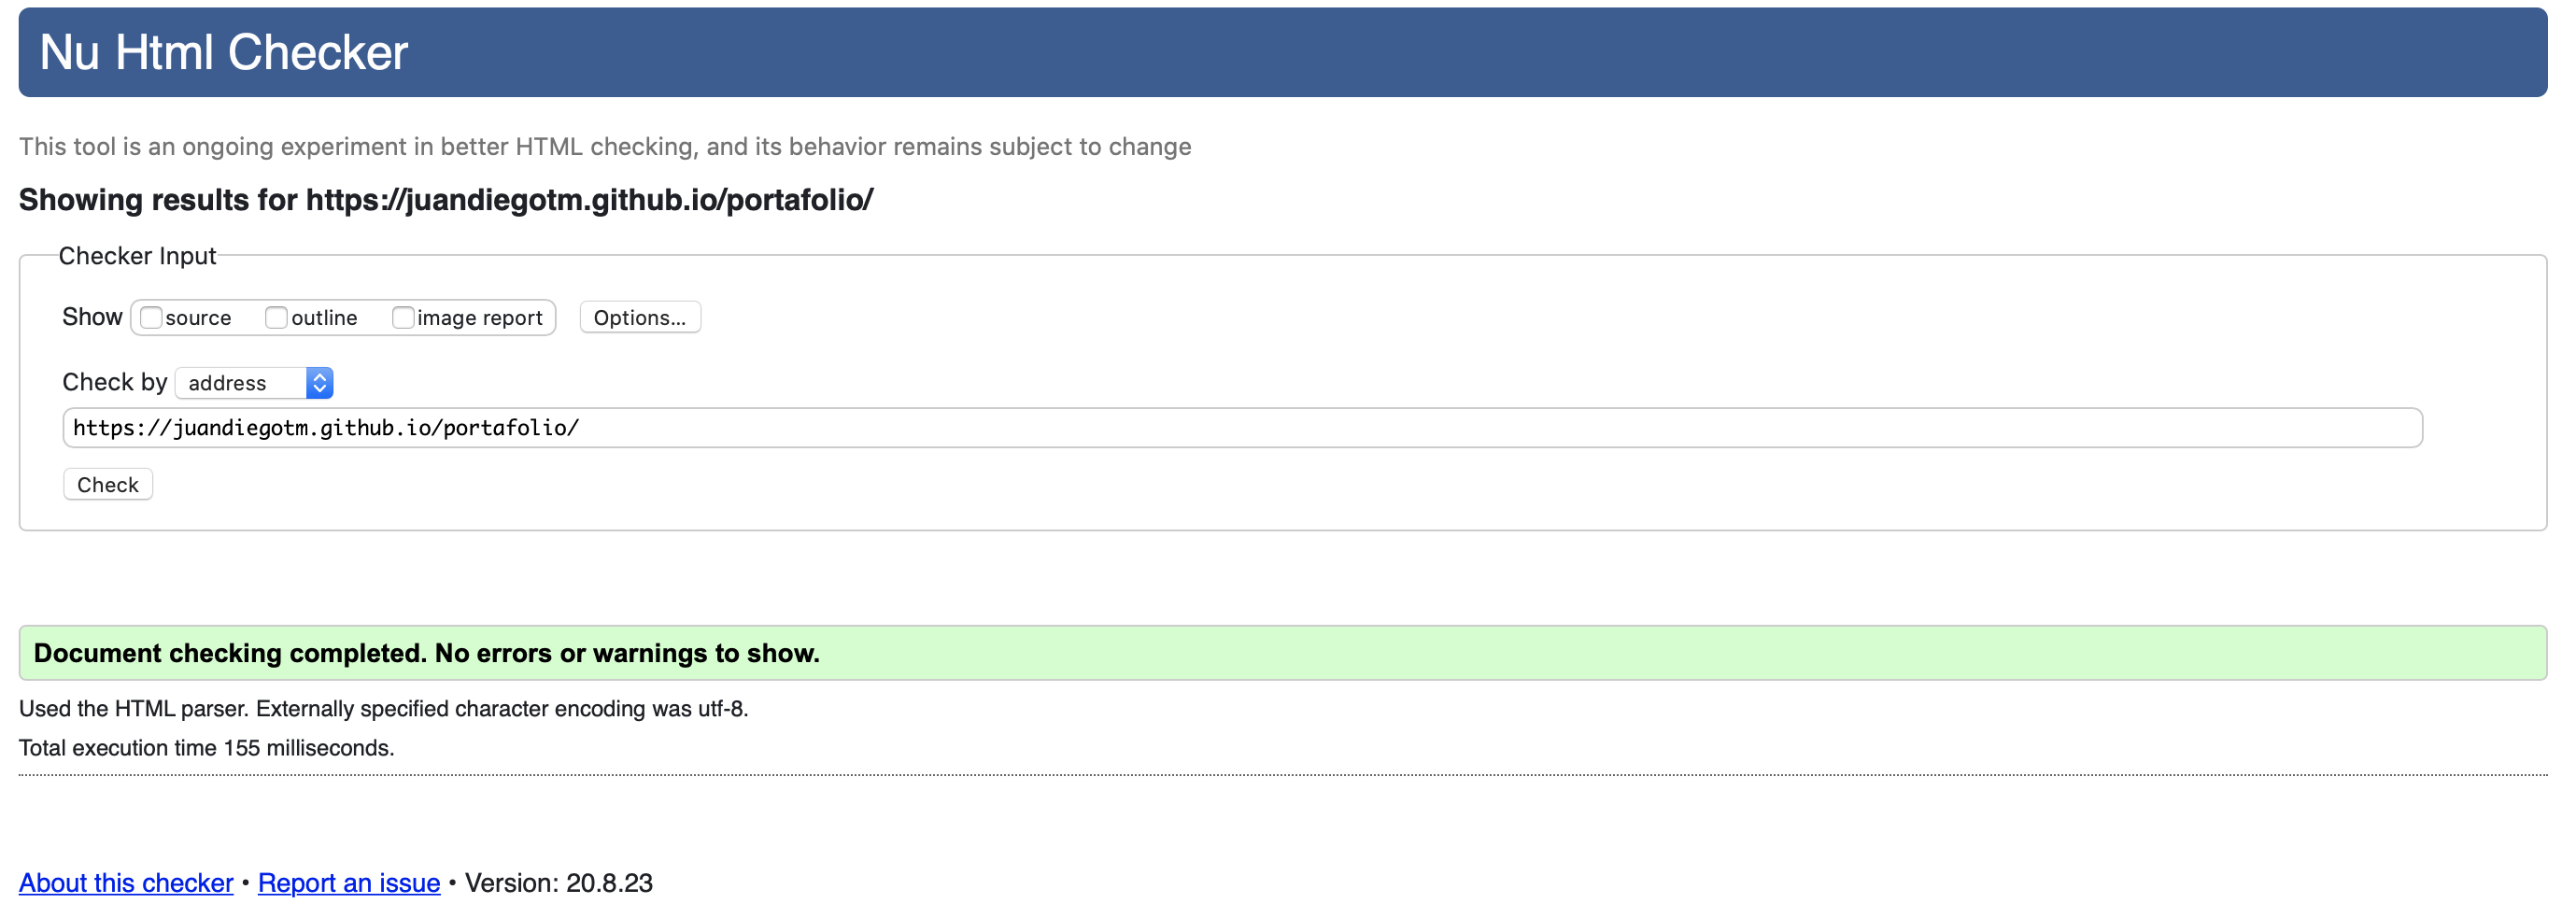 Nu Html Checker
This tool is an ongoing experiment in better HTML checking, and its behavior remains subject to change
Showing results for https://juandiegotm.github.io/portafolio/
Checker Input
Show source outline image report Options...
Check by address
https://juandiegotm.github.io/portafolio/
Check
Document checking completed. No errors or warnings to show.
Used the HTML parser. Externally specified character encoding was utf-8.
Total execution time 155 milliseconds.
About this checker • Report an issue • Version: 20.8.23